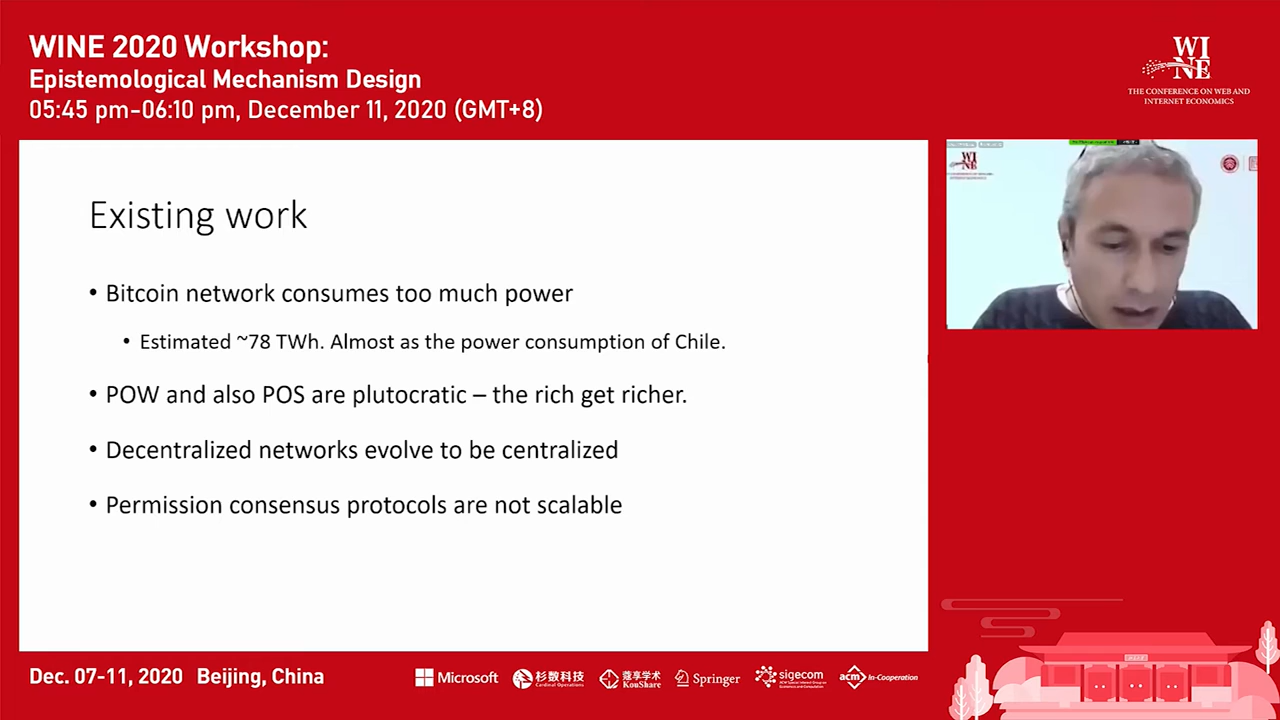 WINE 2020 Workshop:
Epistemological Mechanism Design
05:45 pm-06:10 pm, December 11, 2020 (GMT+8)
WI
NE
THE CONFERENCE ON WEB AND
INTERNET ECONOMICS
WI
NE
Existing work
• Bitcoin network consumes too much power
• Estimated ~78 TWh. Almost as the power consumption of Chile.
• POW and also POS are plutocratic – the rich get richer.
• Decentralized networks evolve to be centralized
• Permission consensus protocols are not scalable
Dec. 07-11, 2020 Beijing, China
Microsoft
杉数科技
Cardinal Operations
蔻享学术
KouShare
Springer
sigecom
acm In-Cooperation